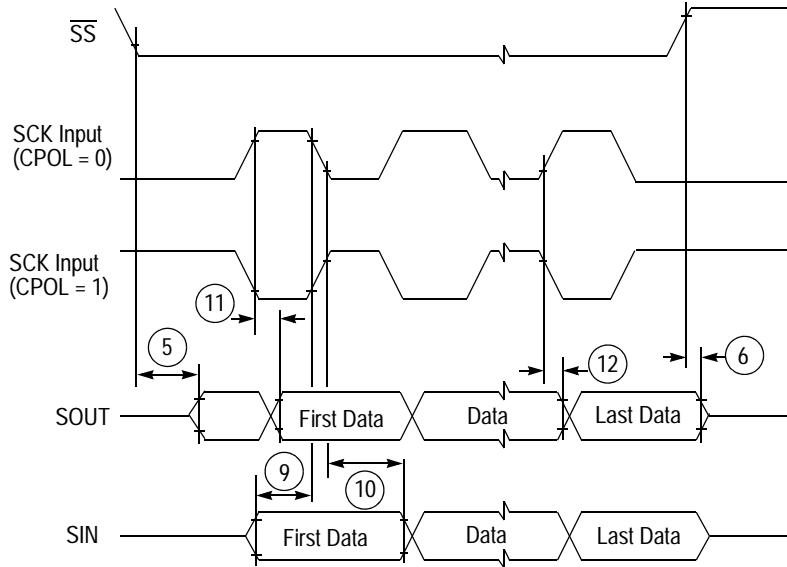 S̅S̅
SCK Input
(CPOL = 0)
SCK Input
(CPOL = 1)
11
5
12
6
SOUT
First Data
Data
Last Data
9
10
SIN
First Data
Data
Last Data